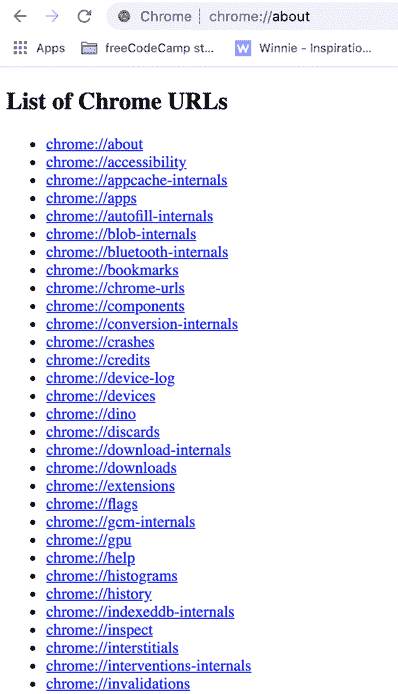 Chrome | chrome://about
Apps freeCodeCamp st... Winnie - Inspiratio...
List of Chrome URLs
• chrome://about
• chrome://accessibility
• chrome://appcache-internals
• chrome://apps
• chrome://autofill-internals
• chrome://blob-internals
• chrome://bluetooth-internals
• chrome://bookmarks
• chrome://chrome-urls
• chrome://components
• chrome://conversion-internals
• chrome://crashes
• chrome://credits
• chrome://device-log
• chrome://devices
• chrome://dino
• chrome://discards
• chrome://download-internals
• chrome://downloads
• chrome://extensions
• chrome://flags
• chrome://gcm-internals
• chrome://gpu
• chrome://help
• chrome://histograms
• chrome://history
• chrome://indexeddb-internals
• chrome://inspect
• chrome://interstitials
• chrome://interventions-internals
• chrome://invalidations